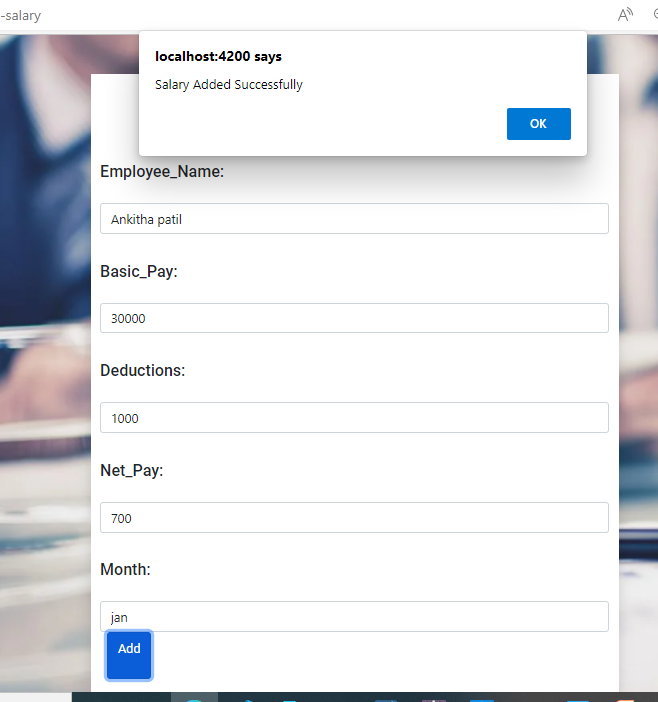 -salary
A
localhost:4200 says
Salary Added Successfully
OK
Employee_Name:
Ankitha patil
Basic_Pay:
30000
Deductions:
1000
Net_Pay:
700
Month:
jan
Add